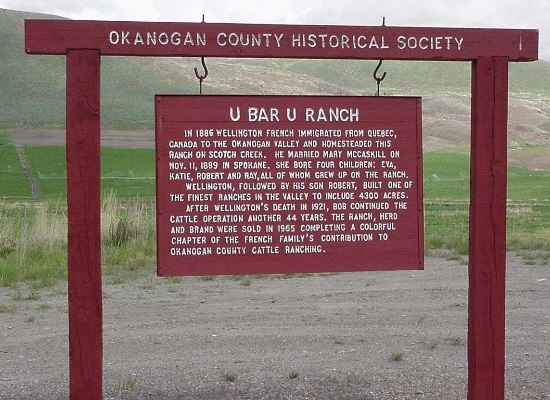 OKANOGAN COUNTY HISTORICAL SOCIETY
U BAR U RANCH
IN 1886 WELLINGTON FRENCH IMMIGRATED FROM QUEBEC,
CANADA TO THE OKANOGAN VALLEY AND HOMESTEADED THIS
RANCH ON SCOTCH CREEK. HE MARRIED MARY MCCASKILL ON
NOV. 11, 1889 IN SPOKANE. SHE BORE FOUR CHILDREN: EVA,
KATIE, ROBERT AND RAY, ALL OF WHOM GREW UP ON THE RANCH.
WELLINGTON, FOLLOWED BY HIS SON ROBERT, BUILT ONE OF
THE FINEST RANCHES IN THE VALLEY TO INCLUDE 4300 ACRES.
AFTER WELLINGTON'S DEATH IN 1921, BOB CONTINUED THE
CATTLE OPERATION ANOTHER 44 YEARS. THE RANCH, HERD
AND BRAND WERE SOLD IN 1965 COMPLETING A COLORFUL
CHAPTER OF THE FRENCH FAMILY'S CONTRIBUTION TO
OKANOGAN COUNTY CATTLE RANCHING.